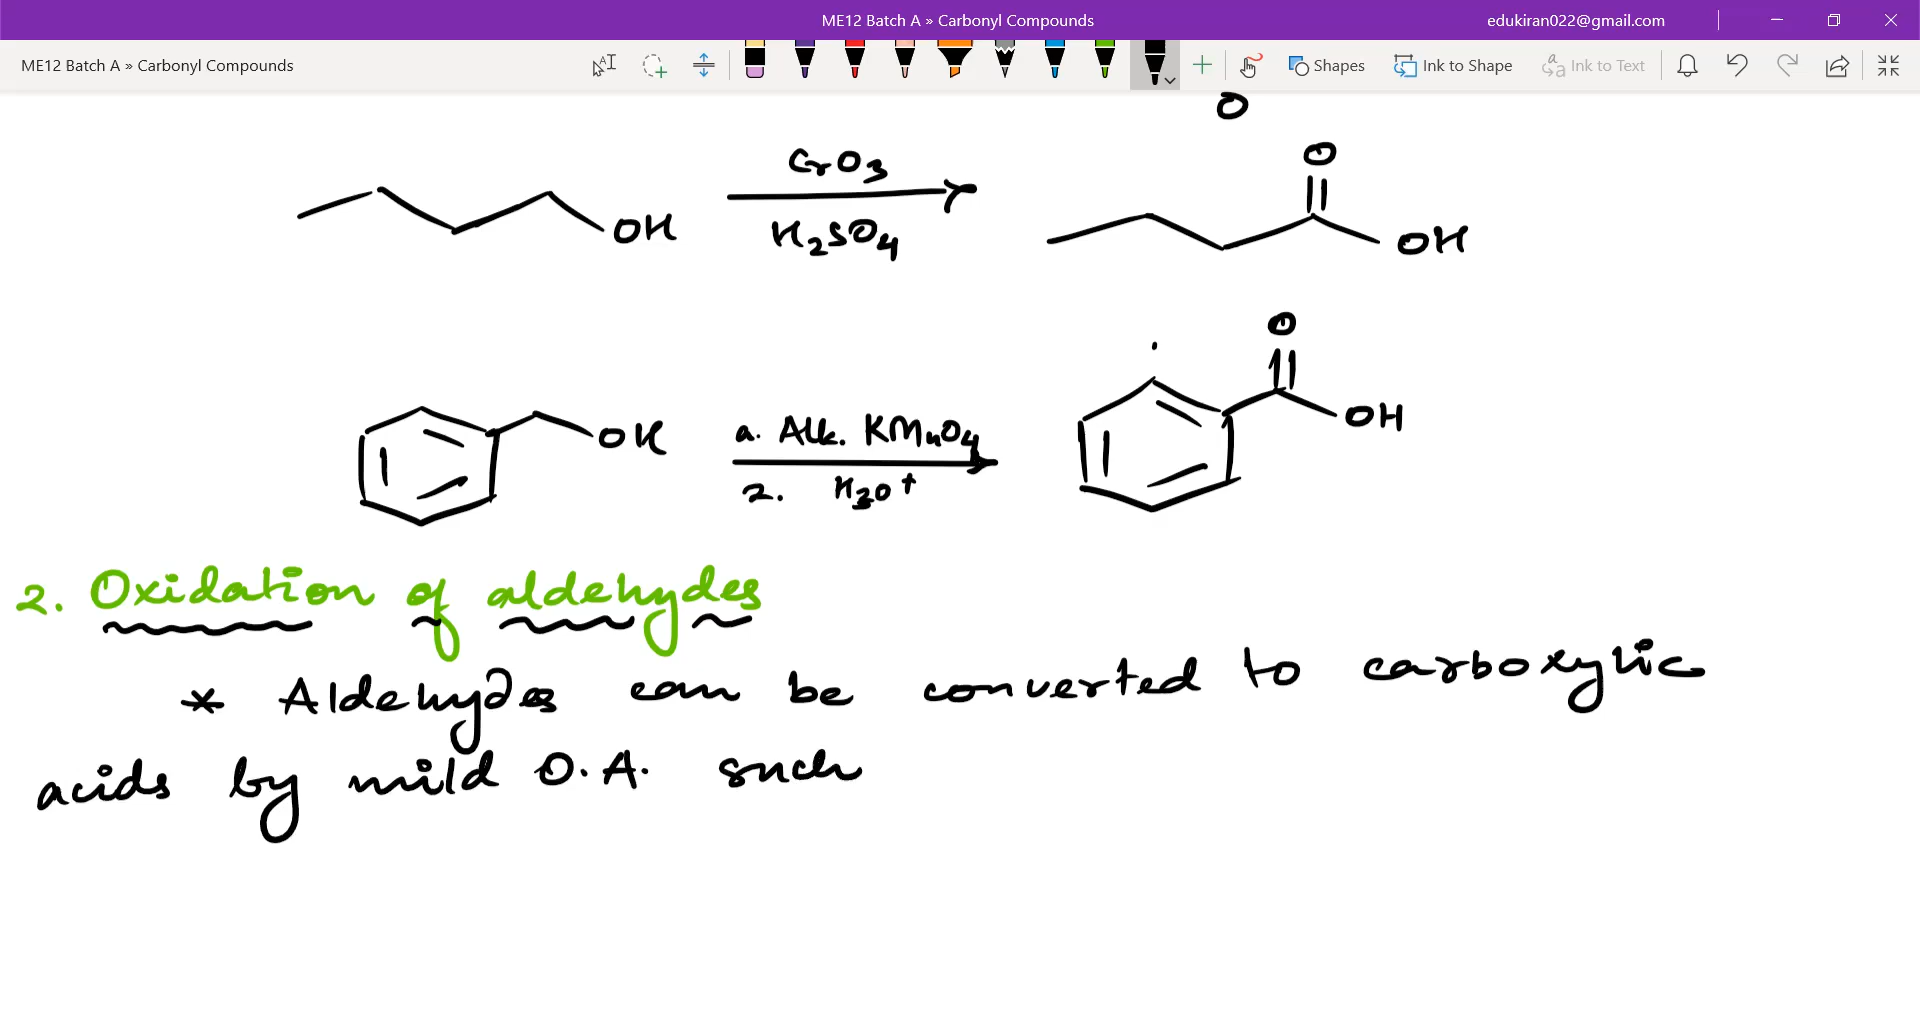 ME12 Batch A » Carbonyl Compounds
edukiran022@gmail.com
ME12 Batch A » Carbonyl Compounds
Shapes
Ink to Shape
Ink to Text
O
CrO3
H2SO4
OH
O
OH
OH
a. Alk. KMnO4
2. H3O+
O
OH
2. Oxidation of aldehydes
* Aldehydes can be converted to carboxylic
acids by mild O.A. such